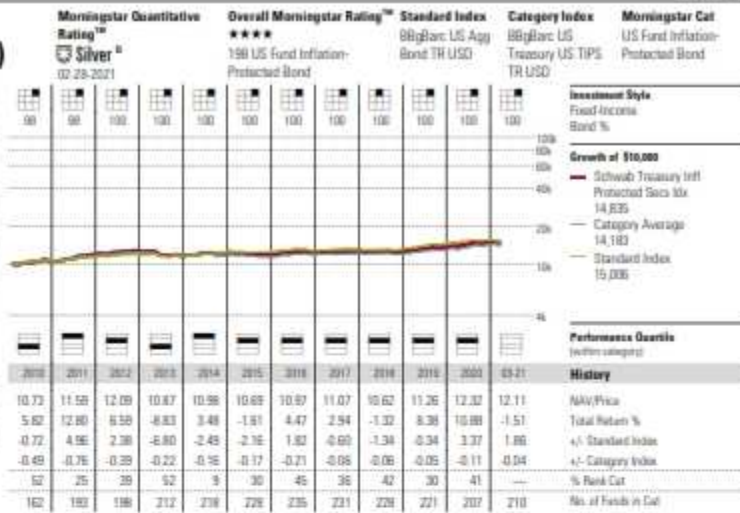 Morningstar Quantitative Rating™
Silver Q
02-28-2021
Overall Morningstar Rating™
★★★★
198 US Fund Inflation-
Protected Bond
Standard Index
BBgBarc US Agg
Bond TR USD
Category Index
BBgBarc US
Treasury US TIPS
TR USD
Morningstar Cat
US Fund Inflation-
Protected Bond
98 98 100 100 100 100 100 100 100 100 100 100
Investment Style
Fixed-Income
Bond %
100k
80k
60k
40k
20k
10k
4k
Growth of $10,000
Schwab Treasury Infl
Protected Secs Idx
14,835
Category Average
14,183
Standard Index
15,006
Performance Quartile
(within category)
2010 2011 2012 2013 2014 2015 2016 2017 2018 2019 2020 03-21 History
10.73 11.59 12.09 10.87 10.98 10.69 10.97 11.07 10.62 11.26 12.32 12.11 NAV/Price
5.82 12.80 6.59 -8.83 3.48 -1.61 4.47 2.94 -1.32 8.38 10.88 -1.51 Total Return %
-0.72 4.96 2.38 -6.80 -2.49 -2.16 1.82 -0.60 -1.34 -0.34 3.37 1.86 +/- Standard Index
-0.49 -0.76 -0.39 -0.22 -0.16 -0.17 -0.21 -0.06 -0.06 -0.05 -0.11 -0.04 +/- Category Index
52 25 39 52 9 30 45 36 42 30 41 — % Rank Cat
162 193 198 212 218 228 235 231 228 221 207 210 No. of Funds in Cat